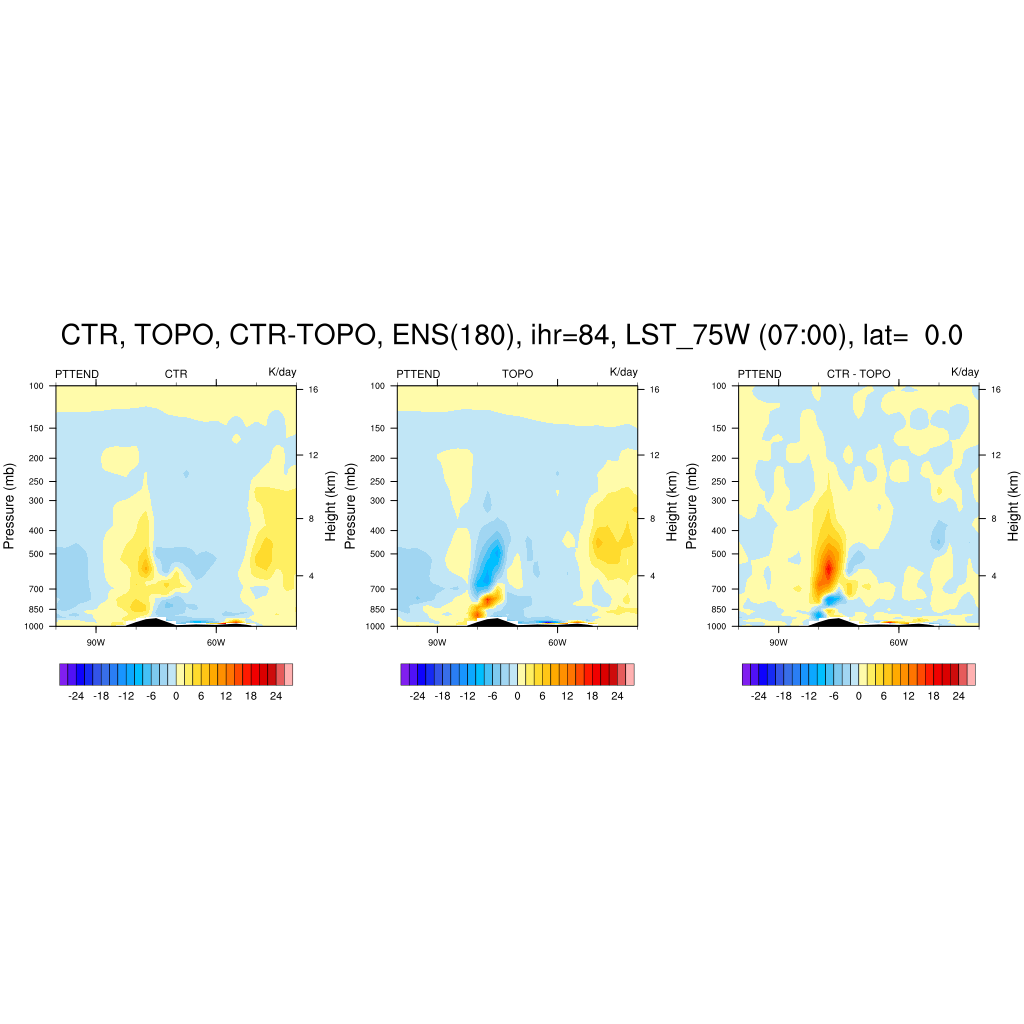 CTR, TOPO, CTR-TOPO, ENS(180), ihr=84, LST_75W (07:00), lat= 0.0
PTTEND CTR K/day
100
150
200
250
300
400
500
700
850
1000
Pressure (mb)
16
12
8
4
Height (km)
90W 60W
-24 -18 -12 -6 0 6 12 18 24
PTTEND TOPO K/day
100
150
200
250
300
400
500
700
850
1000
Pressure (mb)
16
12
8
4
Height (km)
90W 60W
-24 -18 -12 -6 0 6 12 18 24
PTTEND CTR - TOPO K/day
100
150
200
250
300
400
500
700
850
1000
Pressure (mb)
16
12
8
4
Height (km)
90W 60W
-24 -18 -12 -6 0 6 12 18 24